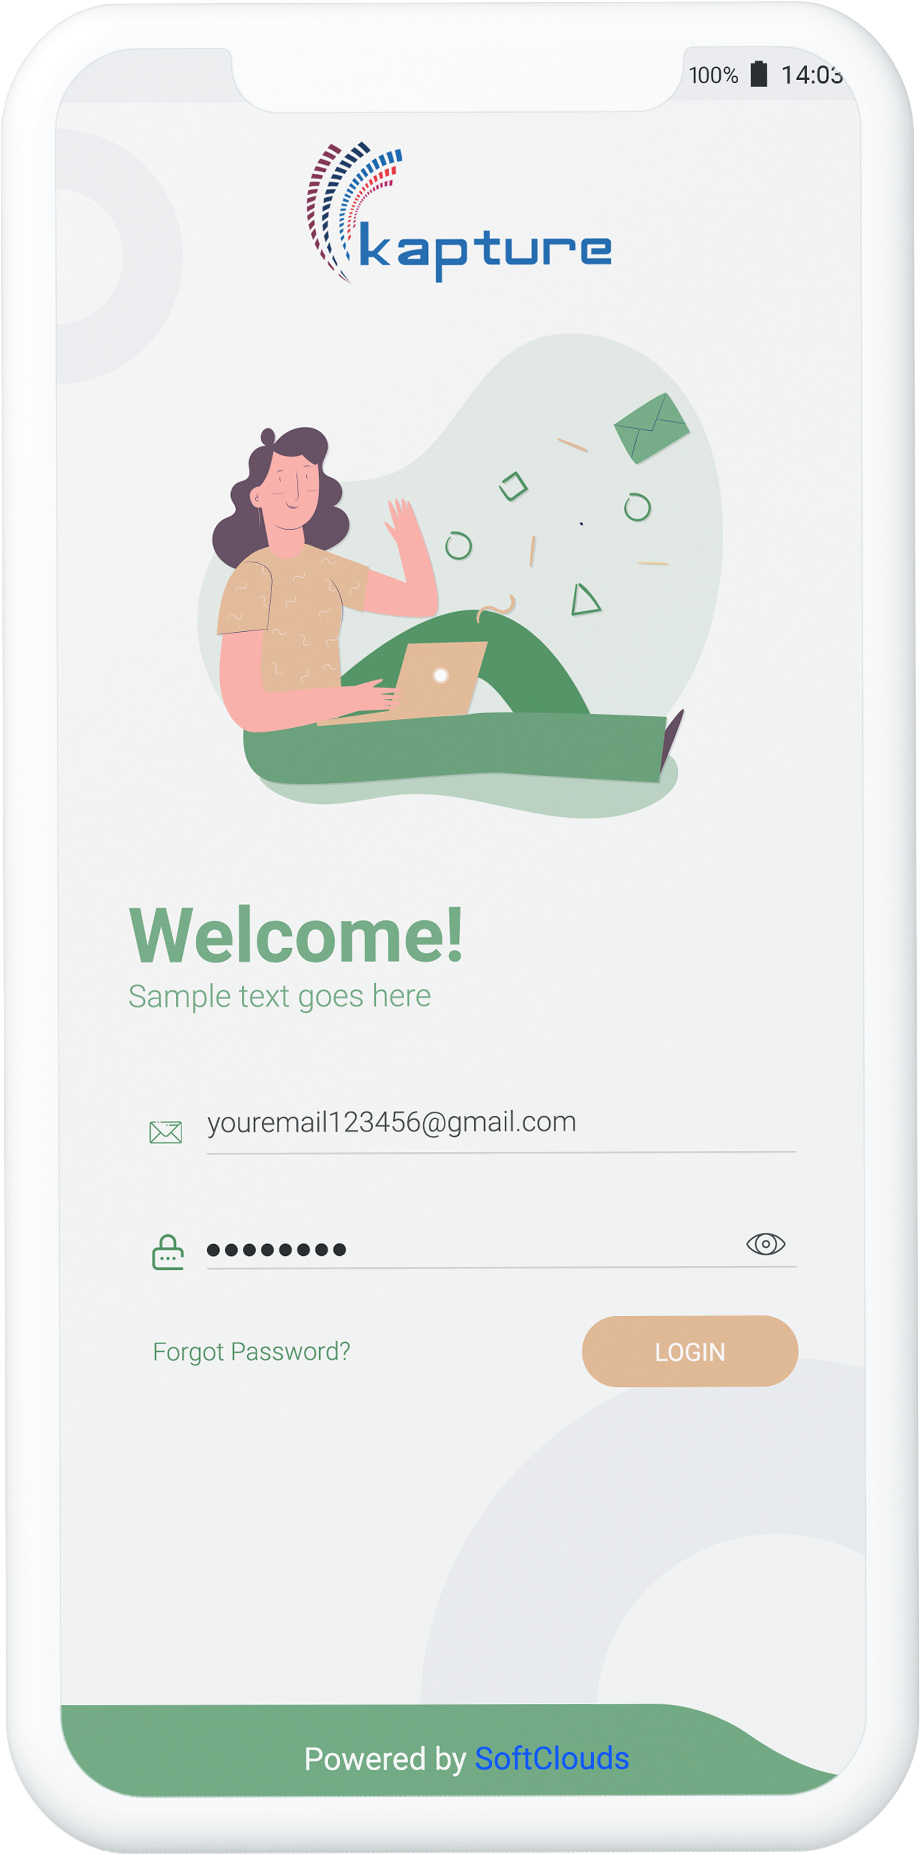 100% 14:03
kapture
Welcome!
Sample text goes here
youremail123456@gmail.com
Forgot Password?
LOGIN
Powered by SoftClouds